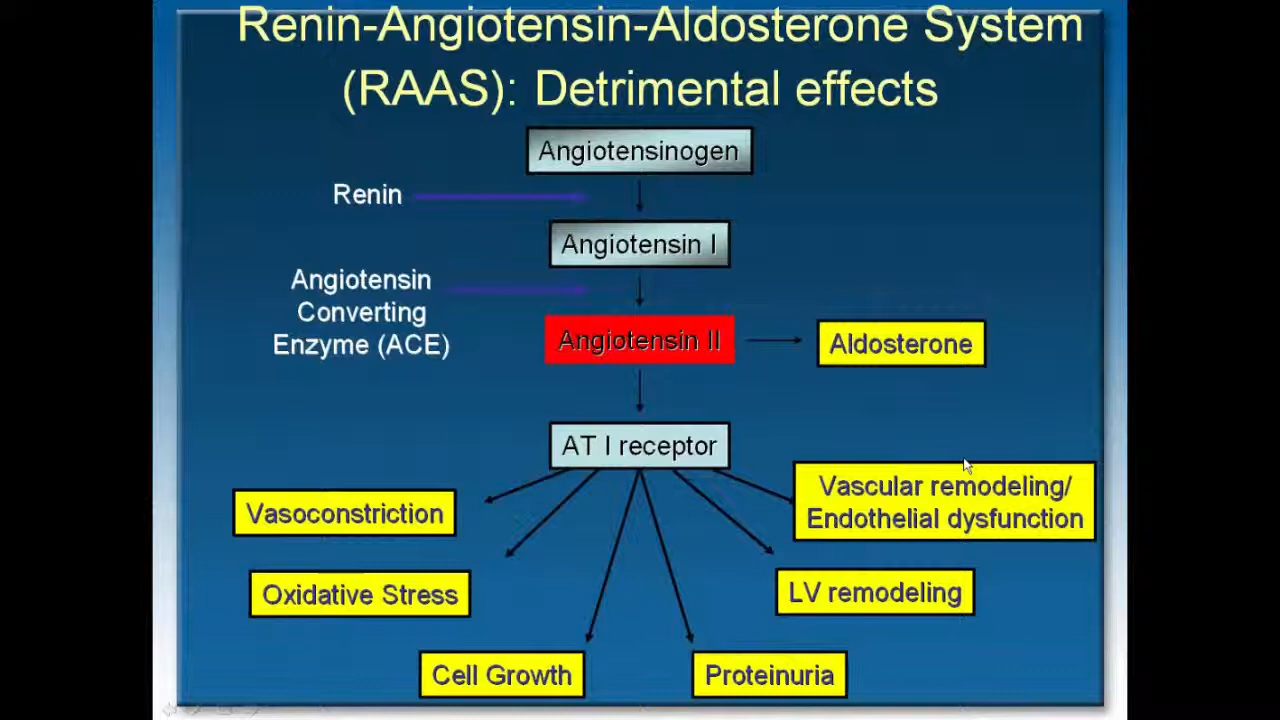 Renin-Angiotensin-Aldosterone System
(RAAS): Detrimental effects
Angiotensinogen
Renin
Angiotensin I
Angiotensin
Converting
Enzyme (ACE)
Angiotensin II
Aldosterone
AT I receptor
Vasoconstriction
Vascular remodeling/
Endothelial dysfunction
Oxidative Stress
LV remodeling
Cell Growth
Proteinuria